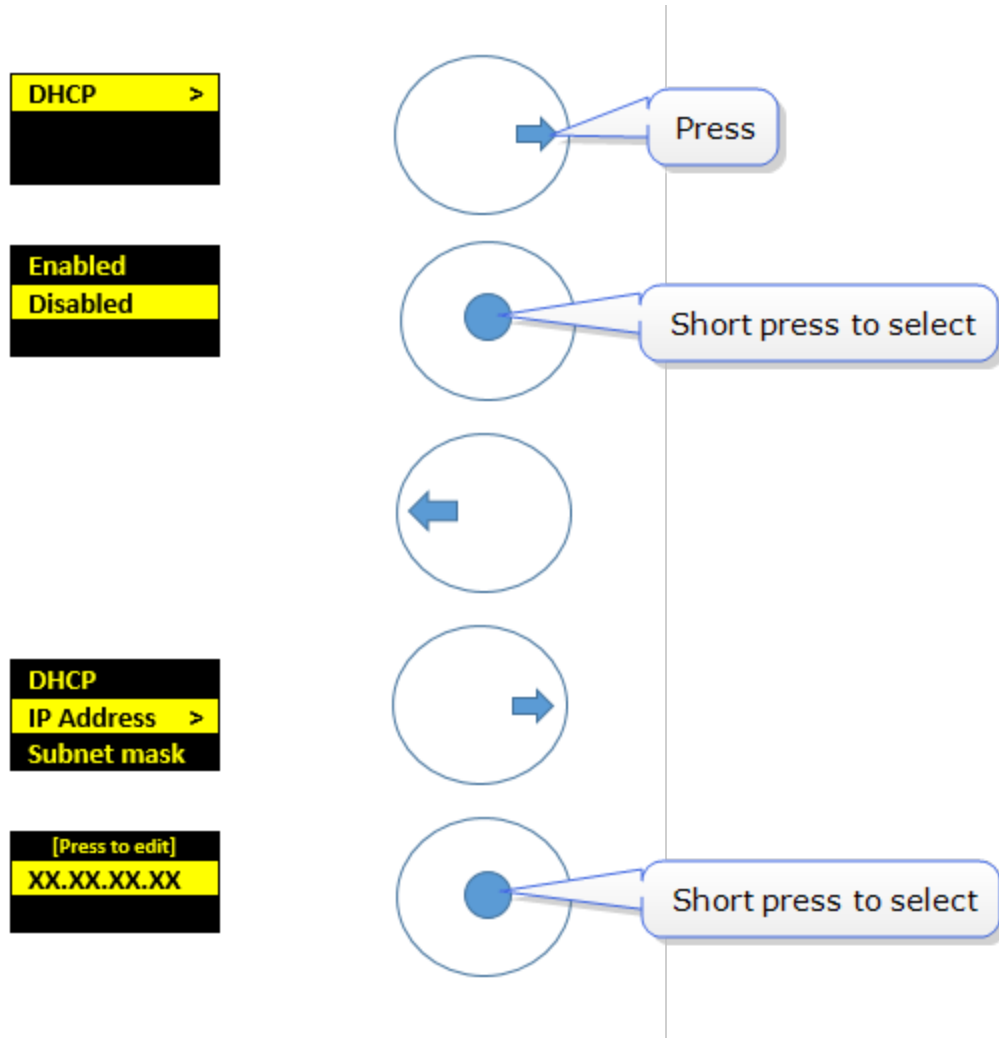 DHCP >
Press
Enabled
Disabled
Short press to select
DHCP
IP Address >
Subnet mask
[Press to edit]
XX.XX.XX.XX
Short press to select